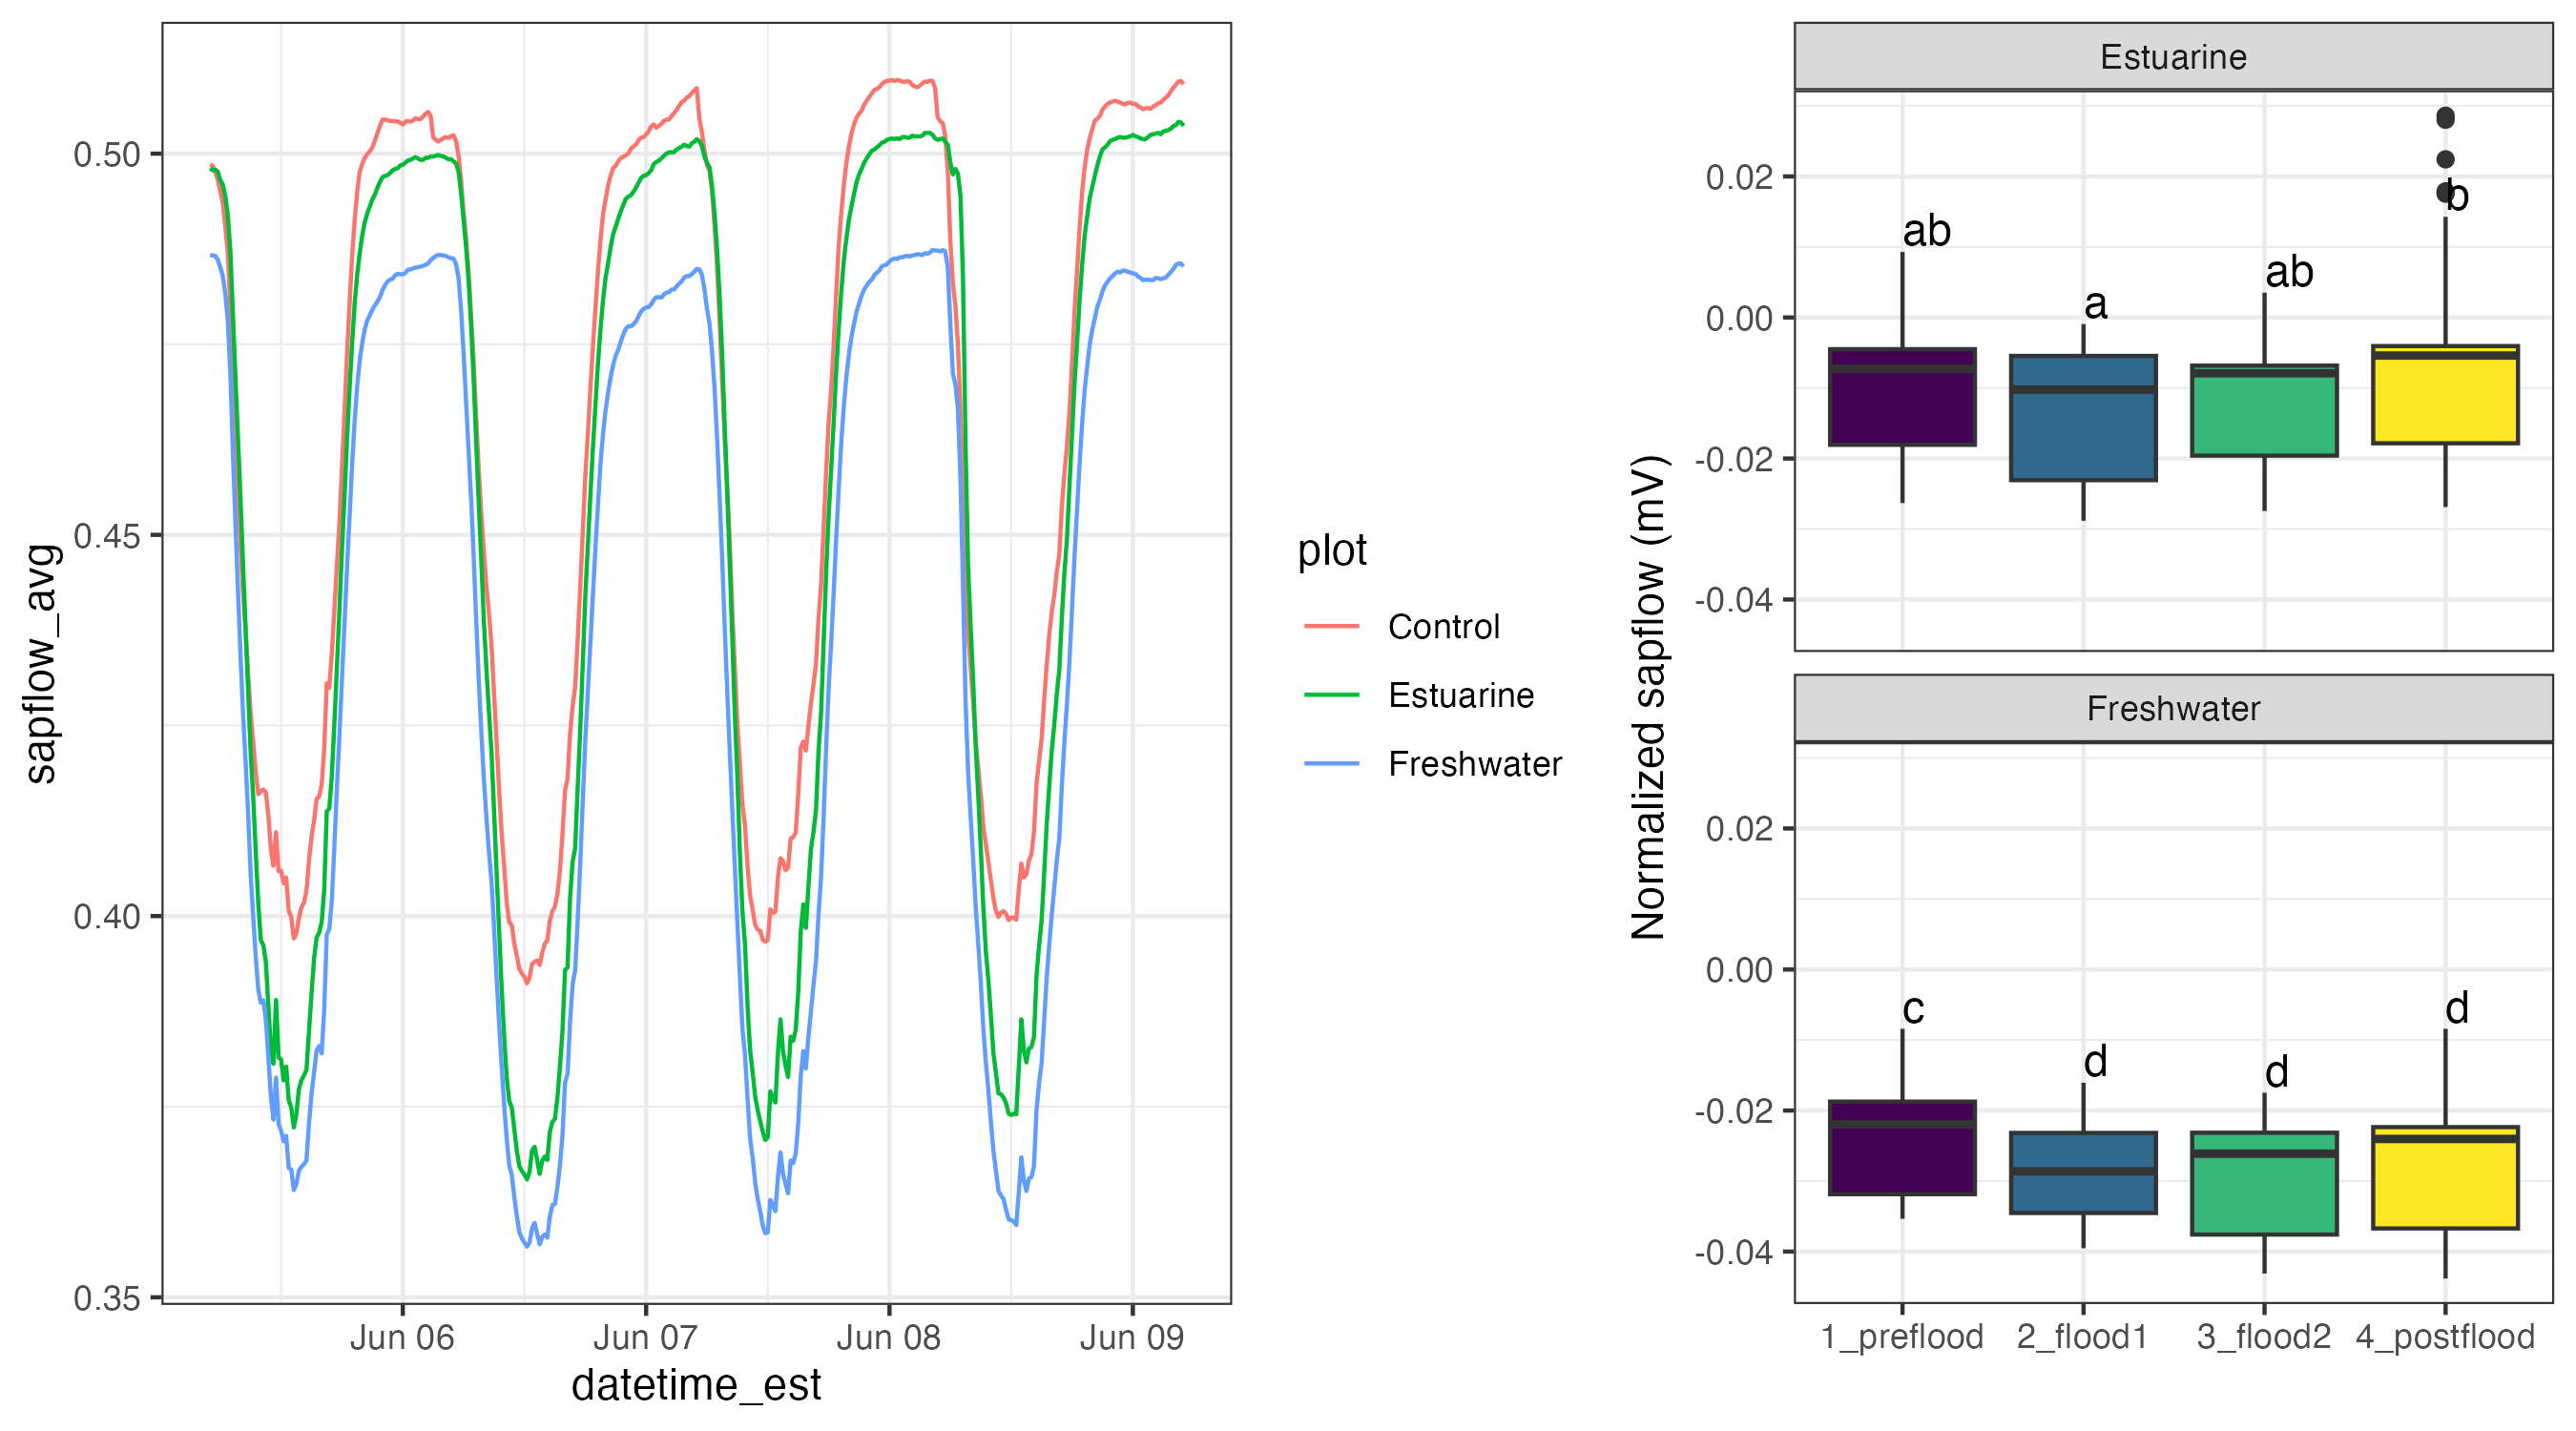 sapflow_avg
0.50
0.45
0.40
0.35
Jun 06
Jun 07
Jun 08
Jun 09
datetime_est
plot
Control
Estuarine
Freshwater
Normalized sapflow (mV)
Estuarine
0.02
0.00
-0.02
-0.04
ab
a
ab
b
Freshwater
0.02
0.00
-0.02
-0.04
c
d
d
d
1_preflood
2_flood1
3_flood2
4_postflood